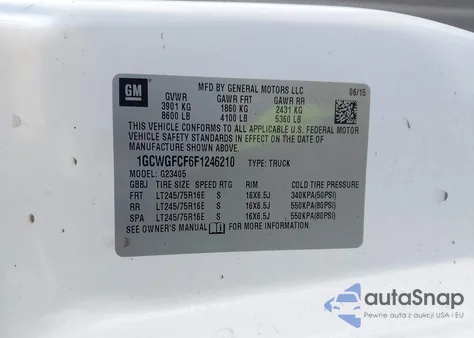 GM
MFD BY GENERAL MOTORS LLC 06/15
GVWR GAWR FRT GAWR RR
3901 KG 1860 KG 2431 KG
8600 LB 4100 LB 5360 LB
THIS VEHICLE CONFORMS TO ALL APPLICABLE U.S. FEDERAL MOTOR
VEHICLE SAFETY STANDARDS IN EFFECT ON THE DATE OF
MANUFACTURE SHOWN ABOVE.
1GCWGFCF6F1246210 TYPE: TRUCK
MODEL: G23405
GBBJ TIRE SIZE SPEED RTG RIM COLD TIRE PRESSURE
FRT LT245/75R16E S 16X6.5J 340KPA(50PSI)
RR LT245/75R16E S 16X6.5J 550KPA(80PSI)
SPA LT245/75R16E S 16X6.5J 550KPA(80PSI)
SEE OWNER'S MANUAL FOR MORE INFORMATION.
autoSnap
Pewne auta z aukcji USA - EU